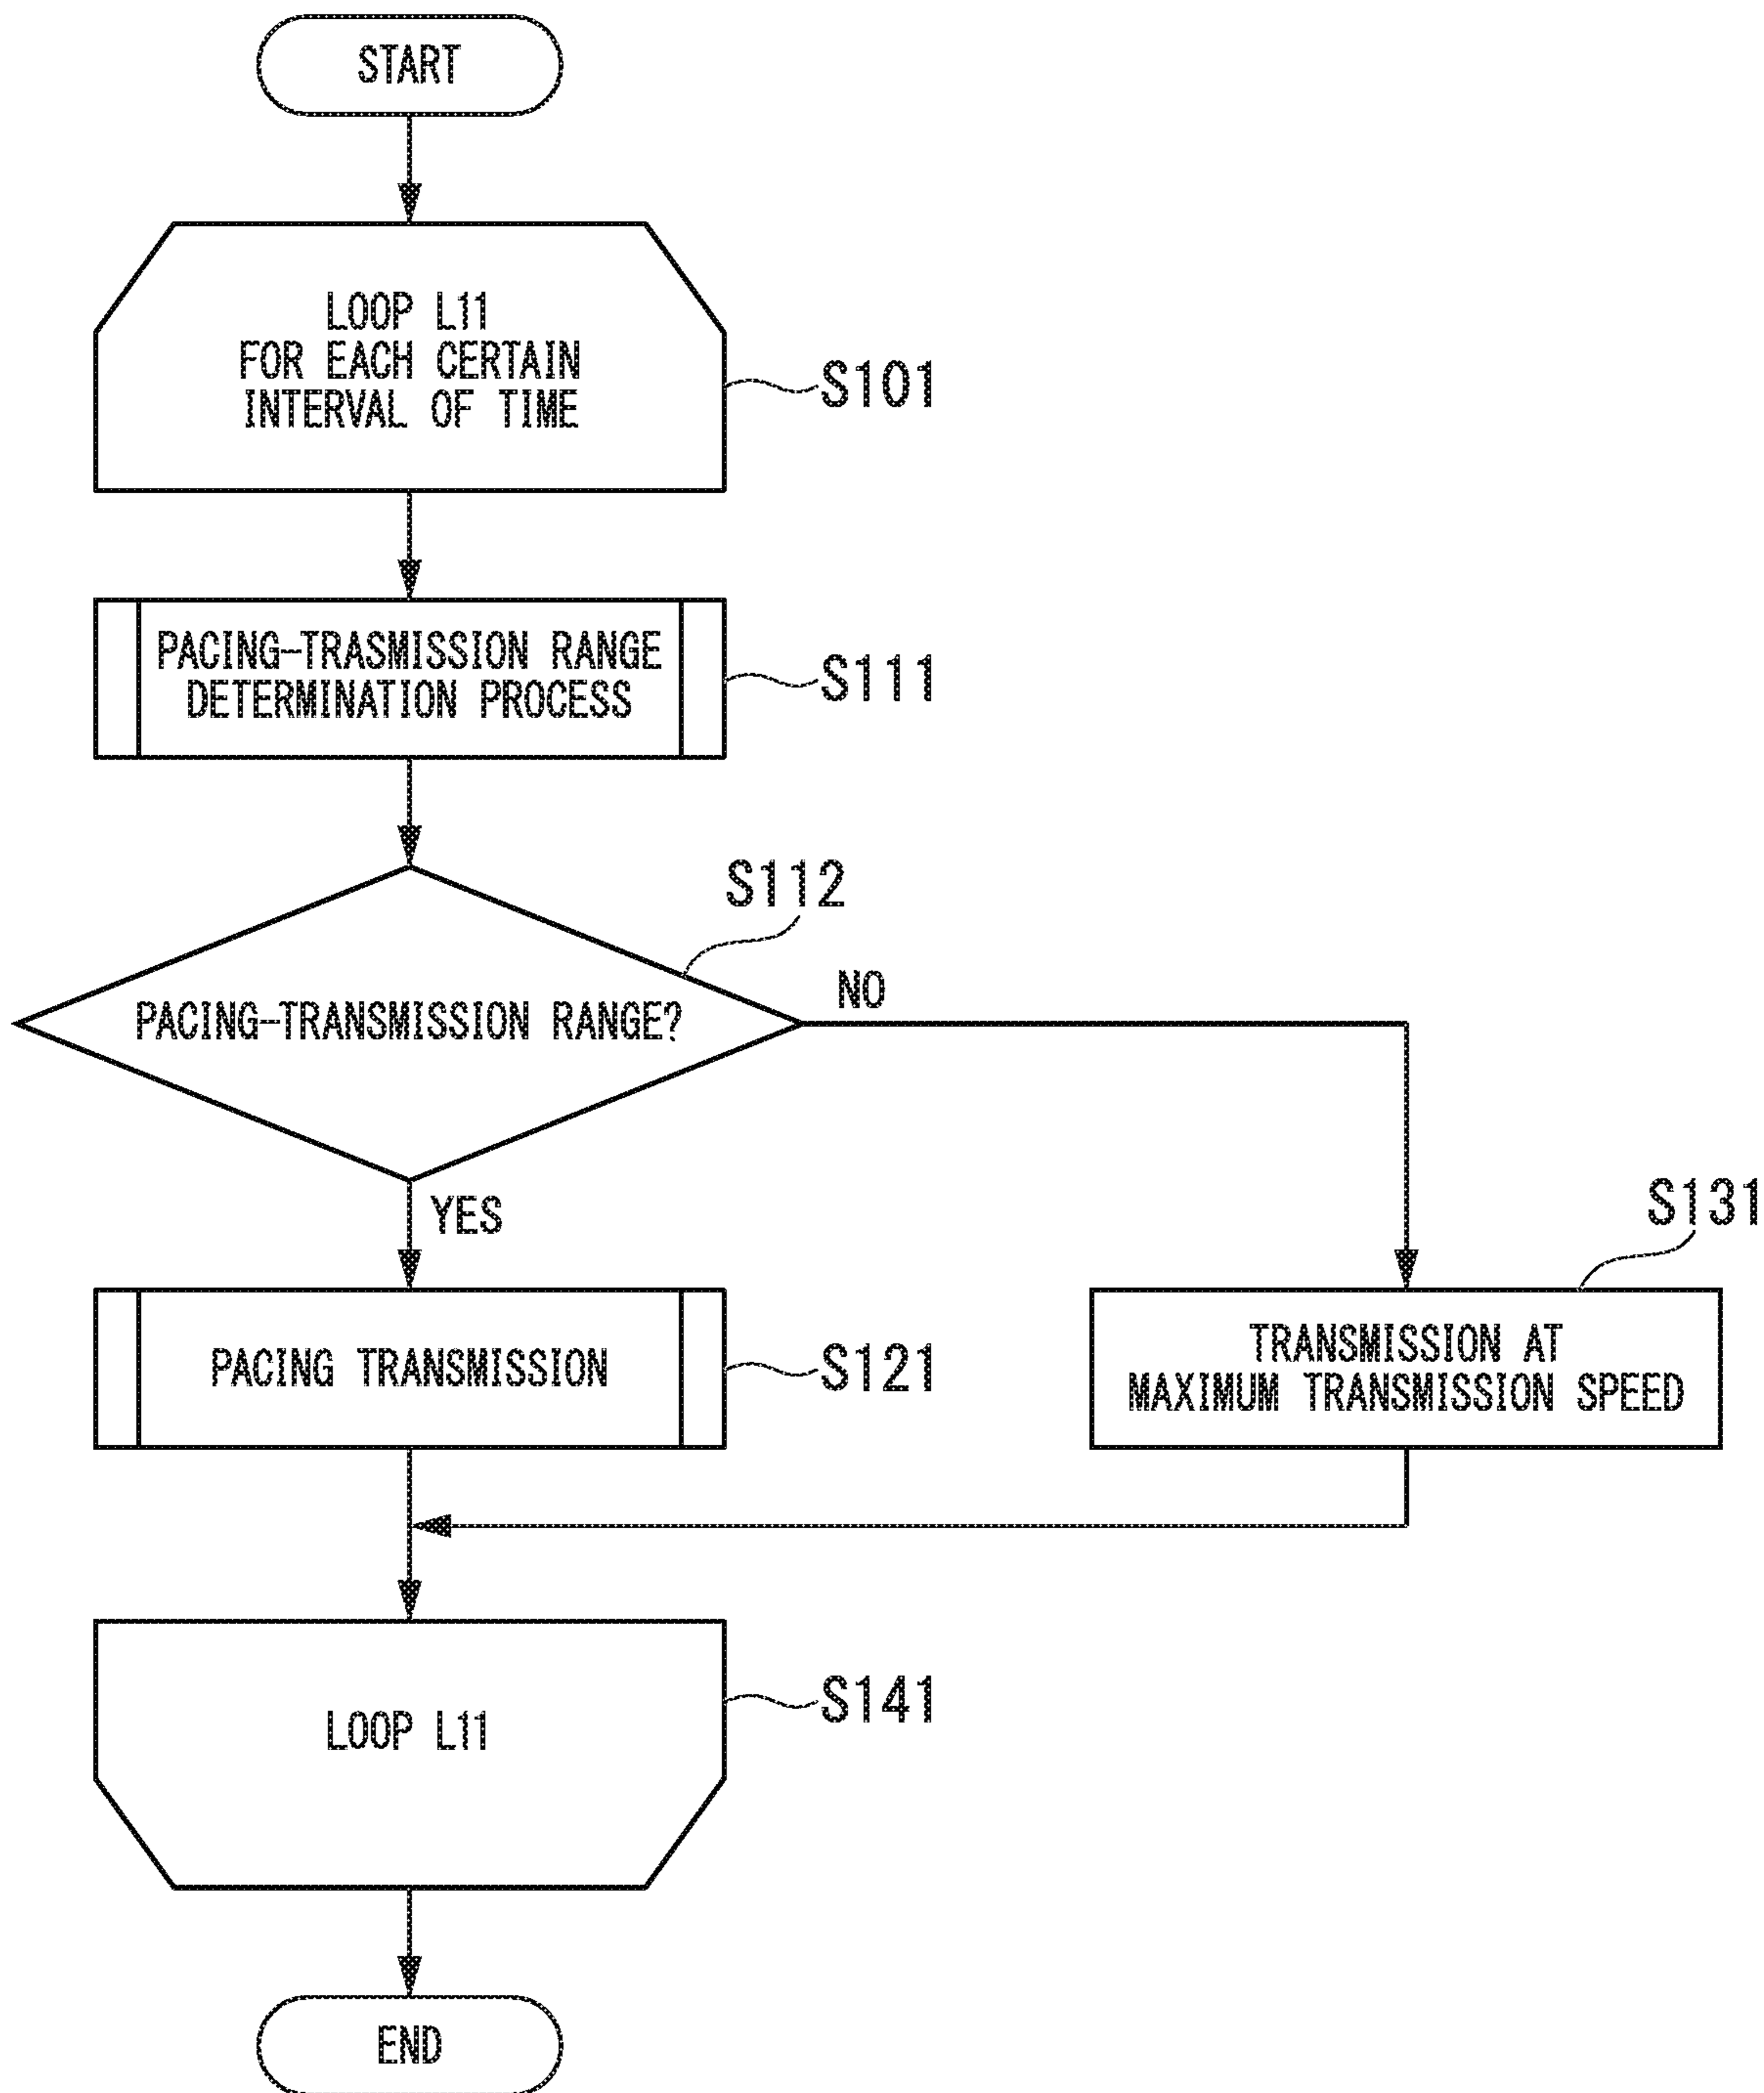 START
LOOP L11
FOR EACH CERTAIN
INTERVAL OF TIME
S101
PACING-TRASMISSION RANGE
DETERMINATION PROCESS
S111
S112
PACING-TRANSMISSION RANGE?
NO
YES
S131
PACING TRANSMISSION
S121
TRANSMISSION AT
MAXIMUM TRANSMISSION SPEED
LOOP L11
S141
END